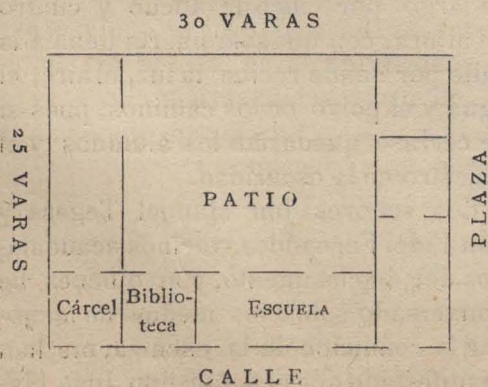 30 VARAS
25 VARAS
PATIO
PLAZA
Cárcel
Biblio-
teca
ESCUELA
CALLE